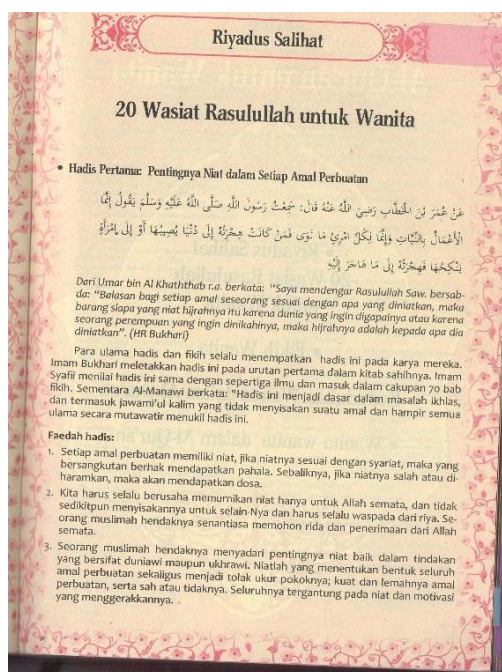 Riyadus Salihat
20 Wasiat Rasulullah untuk Wanita
• Hadis Pertama: Pentingnya Niat dalam Setiap Amal Perbuatan
عَنْ عُمَرَ بْنَ الْخَطَّابِ رَضِيَ اللَّهُ عَنْهُ قَالَ: سَمِعْتُ رَسُولَ اللَّهِ صَلَّى اللَّهُ عَلَيْهِ وَسَلَّمَ يَقُولُ إِنَّمَا
الْأَعْمَالُ بِالنِّيَّاتِ وَإِنَّمَا لِكُلِّ امْرِئٍ مَا نَوَى فَمَنْ كَانَتْ هِجْرَتُهُ إِلَى دُنْيَا يُصِيبُهَا أَوْ إِلَى امْرَأَةٍ
يَنْكِحُهَا فَهِجْرَتُهُ إِلَى مَا هَاجَرَ إِلَيْهِ
Dari Umar bin Al Khaththab r.a. berkata: "Saya mendengar Rasulullah Saw. bersab-
da: "Balasan bagi setiap amal seseorang sesuai dengan apa yang diniatkan, maka
barang siapa yang niat hijrahnya itu karena dunia yang ingin digapainya atau karena
seorang perempuan yang ingin dinikahinya, maka hijrahnya adalah kepada apa dia
diniatkan". (HR Bukhari)
Para ulama hadis dan fikih selalu menempatkan hadis ini pada karya mereka.
Imam Bukhari meletakkan hadis ini pada urutan pertama dalam kitab sahihnya. Imam
Syafii menilai hadis ini sama dengan sepertiga ilmu dan masuk dalam cakupan 70 bab
fikih. Sementara Al-Manawi berkata: "Hadis ini menjadi dasar dalam masalah ikhlas,
dan termasuk jawami'ul kalim yang tidak menyisakan suatu amal dan hampir semua
ulama secara mutawatir menukil hadis ini.
Faedah hadis:
1. Setiap amal perbuatan memiliki niat, jika niatnya sesuai dengan syariat, maka yang
bersangkutan berhak mendapatkan pahala. Sebaliknya, jika niatnya salah atau di-
haramkan, maka akan mendapatkan dosa.
2. Kita harus selalu berusaha memurnikan niat hanya untuk Allah semata, dan tidak
sedikitpun menyisakannya untuk selain-Nya dan harus selalu waspada dari riya. Se-
orang muslimah hendaknya senantiasa memohon rida dan penerimaan dari Allah
semata.
3. Seorang muslimah hendaknya menyadari pentingnya niat baik dalam tindakan
yang bersifat duniawi maupun ukhrawi. Niatlah yang menentukan bentuk seluruh
amal perbuatan sekaligus menjadi tolak ukur pokoknya; kuat dan lemahnya amal
perbuatan, serta sah atau tidaknya. Seluruhnya tergantung pada niat dan motivasi
yang menggerakkannya.